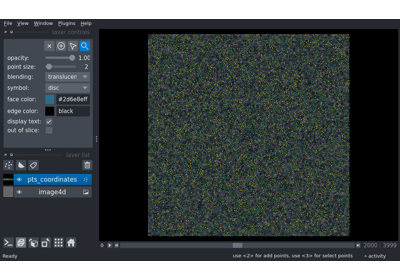 File View Window Plugins Help
layer controls
opacity: 1.00
point size: 2
blending: translucen
symbol: disc
face color: #2d6e8eff
edge color: black
display text:
out of slice:
layer list
pts_coordinates
image4d
0 2000 3999
Ready use <2> for add points, use <3> for select points activity